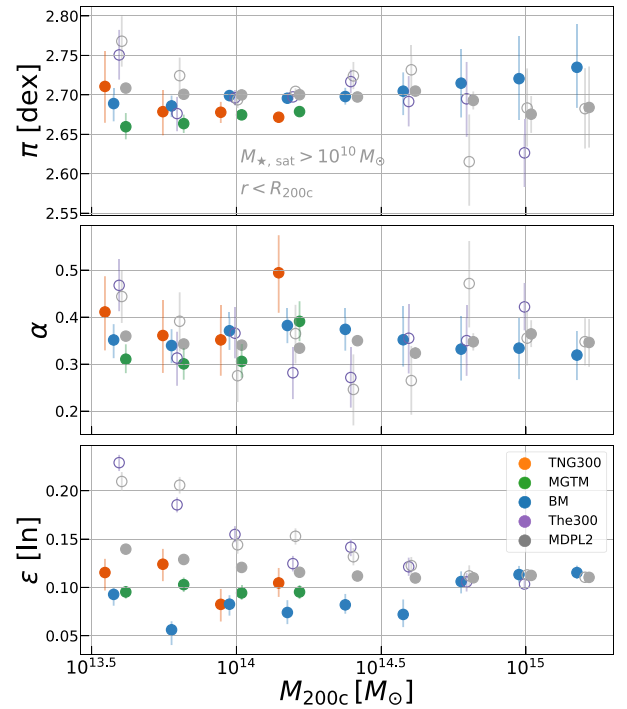 2.80
2.75
2.70
2.65
2.60
2.55
π [dex]
M⋆, sat > 10^10 M⊙
r < R200c
0.5
0.4
0.3
0.2
α
0.20
0.15
0.10
0.05
ε [ln]
TNG300
MGTM
BM
The300
MDPL2
10^13.5 10^14 10^14.5 10^15
M200c [M⊙]